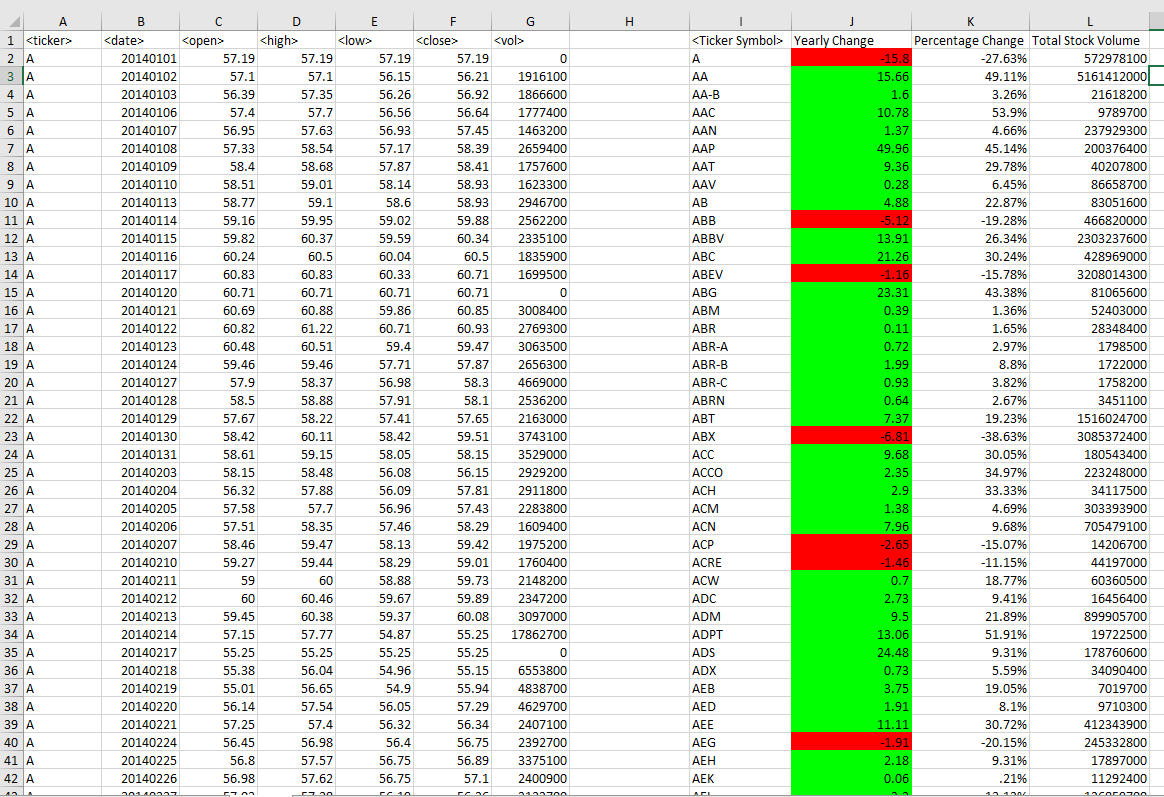 A B C D E F G H I J K L
1 <ticker> <date> <open> <high> <low> <close> <vol> <Ticker Symbol> Yearly Change Percentage Change Total Stock Volume
2 A 20140101 57.19 57.19 57.19 57.19 0 A -15.8 -27.63% 572978100
3 A 20140102 57.1 57.1 56.15 56.21 1916100 AA 15.66 49.11% 5161412000
4 A 20140103 56.39 57.35 56.26 56.92 1866600 AA-B 1.6 3.26% 21618200
5 A 20140106 57.4 57.7 56.56 56.64 1777400 AAC 10.78 53.9% 9789700
6 A 20140107 56.95 57.63 56.93 57.45 1463200 AAN 1.37 4.66% 237929300
7 A 20140108 57.33 58.54 57.17 58.39 2659400 AAP 49.96 45.14% 200376400
8 A 20140109 58.4 58.68 57.87 58.41 1757600 AAT 9.36 29.78% 40207800
9 A 20140110 58.51 59.01 58.14 58.93 1623300 AAV 0.28 6.45% 86658700
10 A 20140113 58.77 59.1 58.6 58.93 2946700 AB 4.88 22.87% 83051600
11 A 20140114 59.16 59.95 59.02 59.88 2562200 ABB -5.12 -19.28% 466820000
12 A 20140115 59.82 60.37 59.59 60.34 2335100 ABBV 13.91 26.34% 2303237600
13 A 20140116 60.24 60.5 60.04 60.5 1835900 ABC 21.26 30.24% 428969000
14 A 20140117 60.83 60.83 60.33 60.71 1699500 ABEV -1.16 -15.78% 3208014300
15 A 20140120 60.71 60.71 60.71 60.71 0 ABG 23.31 43.38% 81065600
16 A 20140121 60.69 60.88 59.86 60.85 3008400 ABM 0.39 1.36% 52403000
17 A 20140122 60.82 61.22 60.71 60.93 2769300 ABR 0.11 1.65% 28348400
18 A 20140123 60.48 60.51 59.4 59.47 3063500 ABR-A 0.72 2.97% 1798500
19 A 20140124 59.46 59.46 57.71 57.87 2656300 ABR-B 1.99 8.8% 1722000
20 A 20140127 57.9 58.37 56.98 58.3 4669000 ABR-C 0.93 3.82% 1758200
21 A 20140128 58.5 58.88 57.91 58.1 2536200 ABRN 0.64 2.67% 3451100
22 A 20140129 57.67 58.22 57.41 57.65 2163000 ABT 7.37 19.23% 1516024700
23 A 20140130 58.42 60.11 58.42 59.51 3743100 ABX -6.81 -38.63% 3085372400
24 A 20140131 58.61 59.15 58.05 58.15 3529000 ACC 9.68 30.05% 180543400
25 A 20140203 58.15 58.48 56.08 56.15 2929200 ACCO 2.35 34.97% 223248000
26 A 20140204 56.32 57.88 56.09 57.81 2911800 ACH 2.9 33.33% 34117500
27 A 20140205 57.58 57.7 56.96 57.43 2283800 ACM 1.38 4.69% 303393900
28 A 20140206 57.51 58.35 57.46 58.29 1609400 ACN 7.96 9.68% 705479100
29 A 20140207 58.46 59.47 58.13 59.42 1975200 ACP -2.65 -15.07% 14206700
30 A 20140210 59.27 59.44 58.29 59.01 1760400 ACRE -1.46 -11.15% 44197000
31 A 20140211 59 60 58.88 59.73 2148200 ACW 0.7 18.77% 60360500
32 A 20140212 60 60.46 59.67 59.89 2347200 ADC 2.73 9.41% 16456400
33 A 20140213 59.45 60.38 59.37 60.08 3097000 ADM 9.5 21.89% 899905700
34 A 20140214 57.15 57.77 54.87 55.25 17862700 ADPT 13.06 51.91% 19722500
35 A 20140217 55.25 55.25 55.25 55.25 0 ADS 24.48 9.31% 178760600
36 A 20140218 55.38 56.04 54.96 55.15 6553800 ADX 0.73 5.59% 34090400
37 A 20140219 55.01 56.65 54.9 55.94 4838700 AEB 3.75 19.05% 7019700
38 A 20140220 56.14 57.54 56.05 57.29 4629700 AED 1.91 8.1% 9710300
39 A 20140221 57.25 57.4 56.32 56.34 2407100 AEE 11.11 30.72% 412343900
40 A 20140224 56.45 56.98 56.4 56.75 2392700 AEG -1.91 -20.15% 245332800
41 A 20140225 56.8 57.57 56.75 56.89 3375100 AEH 2.18 9.31% 17897000
42 A 20140226 56.98 57.62 56.75 57.1 2400900 AEK 0.06 .21% 11292400